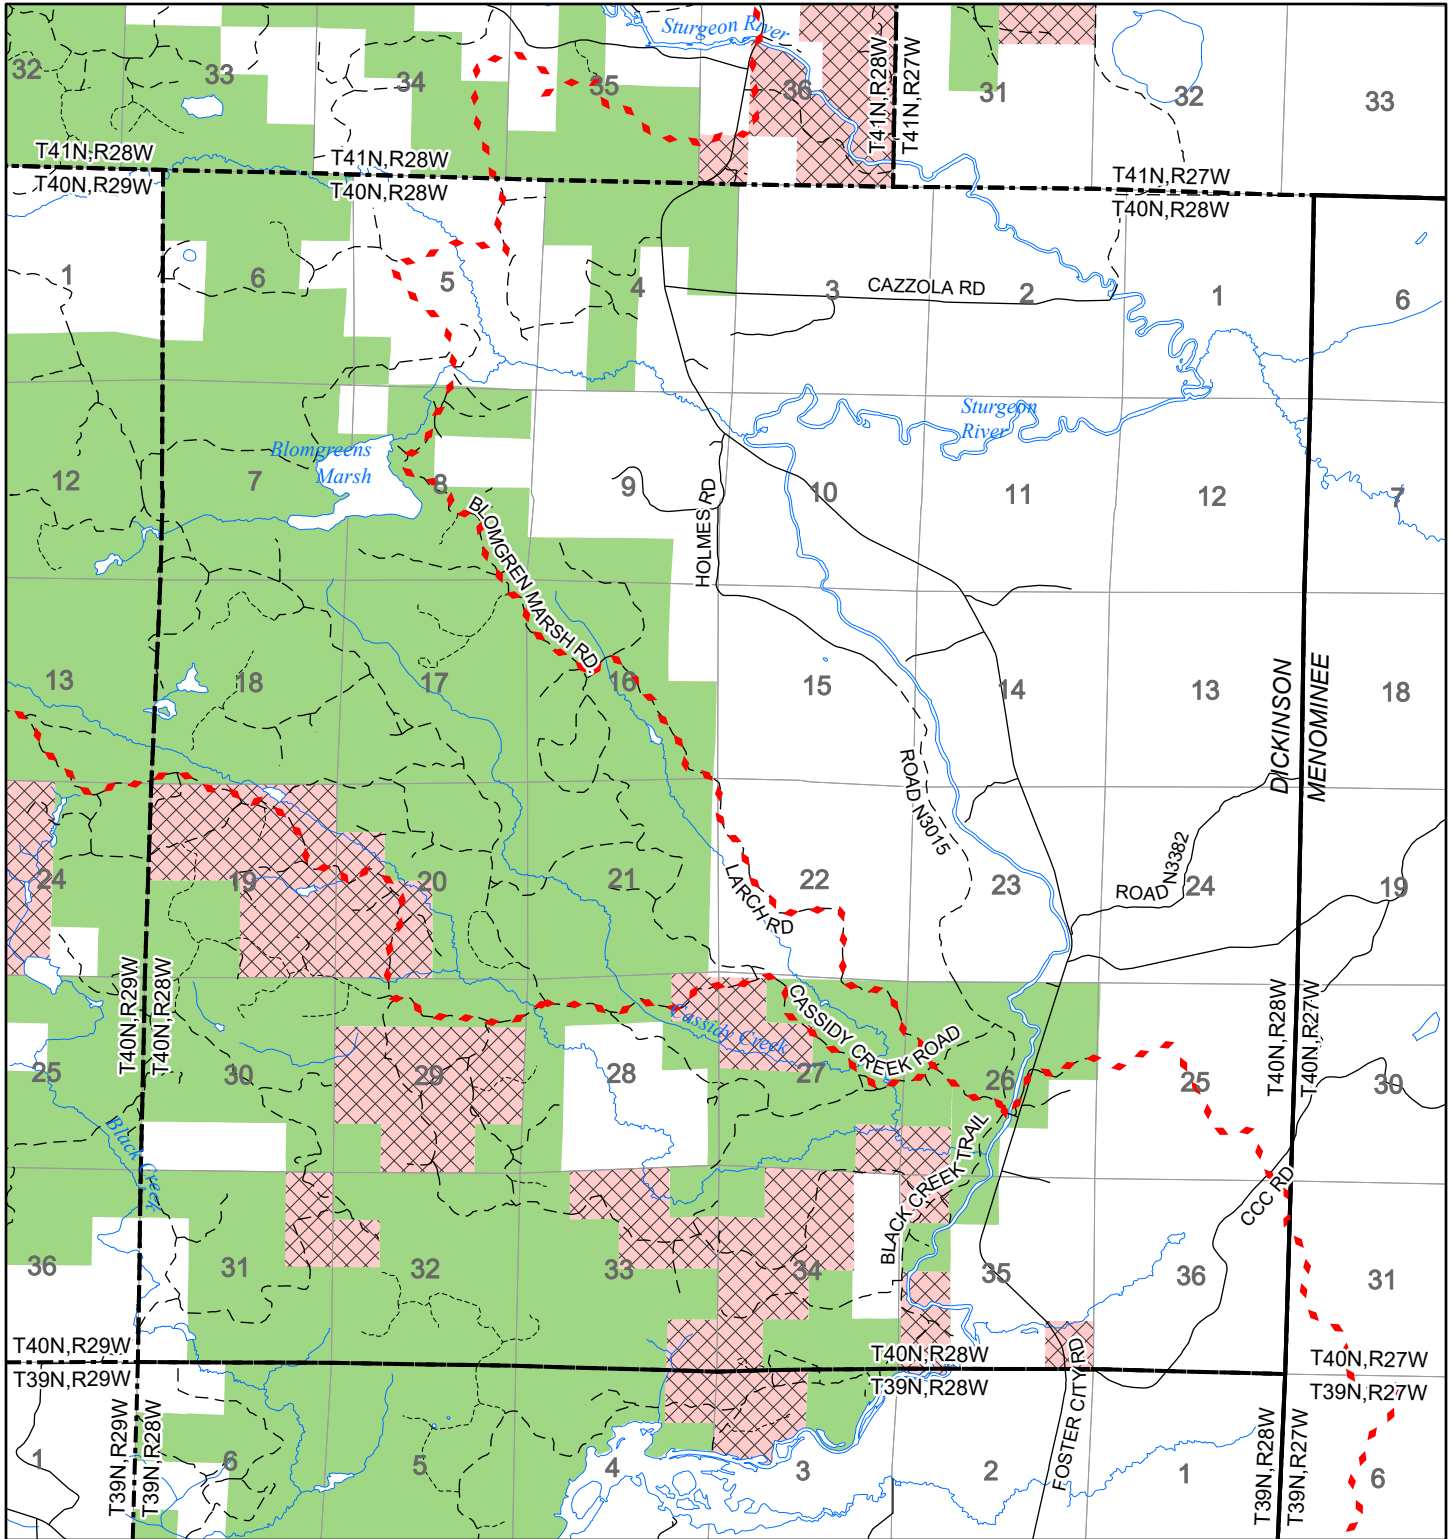 Sturgeon River
32
33
34
35
36
31
32
33
T41N,R28W
T41N,R27W
T41N,R28W
T41N,R28W
T41N,R27W
T40N,R29W
T40N,R28W
T40N,R28W
1
6
5
4
3
CAZZOLA RD
2
1
6
Sturgeon
River
Blomgreens
Marsh
12
7
8
9
10
11
12
7
BLOMGREN MARSH RD.
HOLMES RD
13
18
17
16
15
14
13
18
DICKINSON
MENOMINEE
ROAD N3015
ROAD N3382
24
19
20
21
22
23
24
19
LARCH RD
T40N,R29W
T40N,R28W
T40N,R28W
T40N,R27W
CASSIDY CREEK ROAD
Cassidy Creek
25
30
29
28
27
26
25
30
Black Creek
BLACK CREEK TRAIL
CCC RD
36
31
32
33
34
35
36
31
T40N,R29W
T40N,R28W
T40N,R27W
T39N,R29W
T39N,R28W
T39N,R27W
FOSTER CITY RD
T39N,R29W
T39N,R28W
T39N,R28W
T39N,R27W
1
6
5
4
3
2
1
6